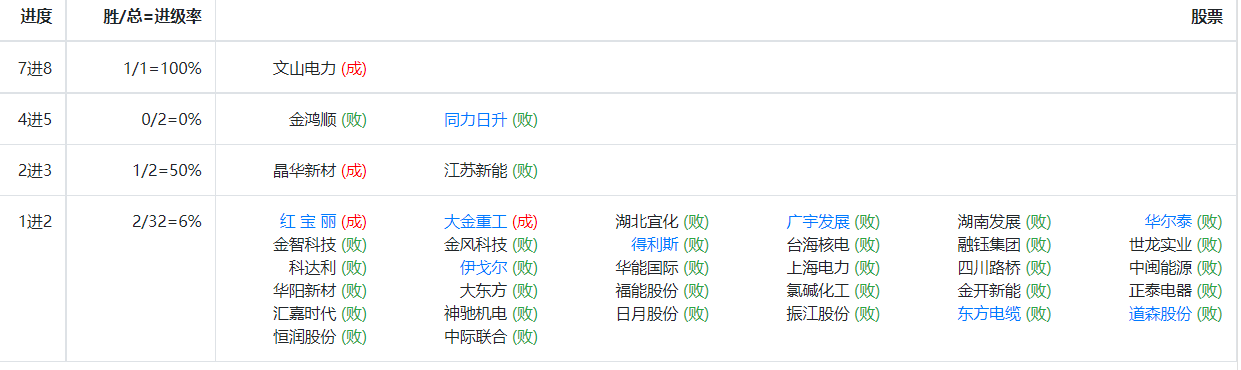 进度 胜/总=进级率 股票
7进8 1/1=100% 文山电力 (成)
4进5 0/2=0% 金鸿顺 (败) 同力日升 (败)
2进3 1/2=50% 晶华新材 (成) 江苏新能 (败)
1进2 2/32=6% 红 宝 丽 (成) 大金重工 (成) 湖北宜化 (败) 广宇发展 (败) 湖南发展 (败) 华尔泰 (败)
金智科技 (败) 金风科技 (败) 得利斯 (败) 台海核电 (败) 融钰集团 (败) 世龙实业 (败)
科达利 (败) 伊戈尔 (败) 华能国际 (败) 上海电力 (败) 四川路桥 (败) 中闽能源 (败)
华阳新材 (败) 大东方 (败) 福能股份 (败) 氯碱化工 (败) 金开新能 (败) 正泰电器 (败)
汇嘉时代 (败) 神驰机电 (败) 日月股份 (败) 振江股份 (败) 东方电缆 (败) 道森股份 (败)
恒润股份 (败) 中际联合 (败)